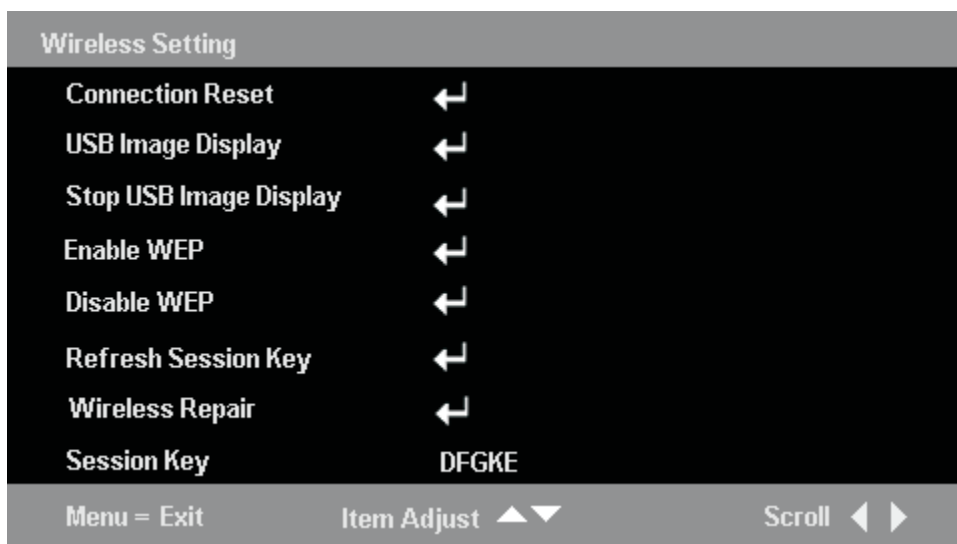 Wireless Setting
Connection Reset
USB Image Display
Stop USB Image Display
Enable WEP
Disable WEP
Refresh Session Key
Wireless Repair
Session Key DFGKE
Menu = Exit Item Adjust Scroll